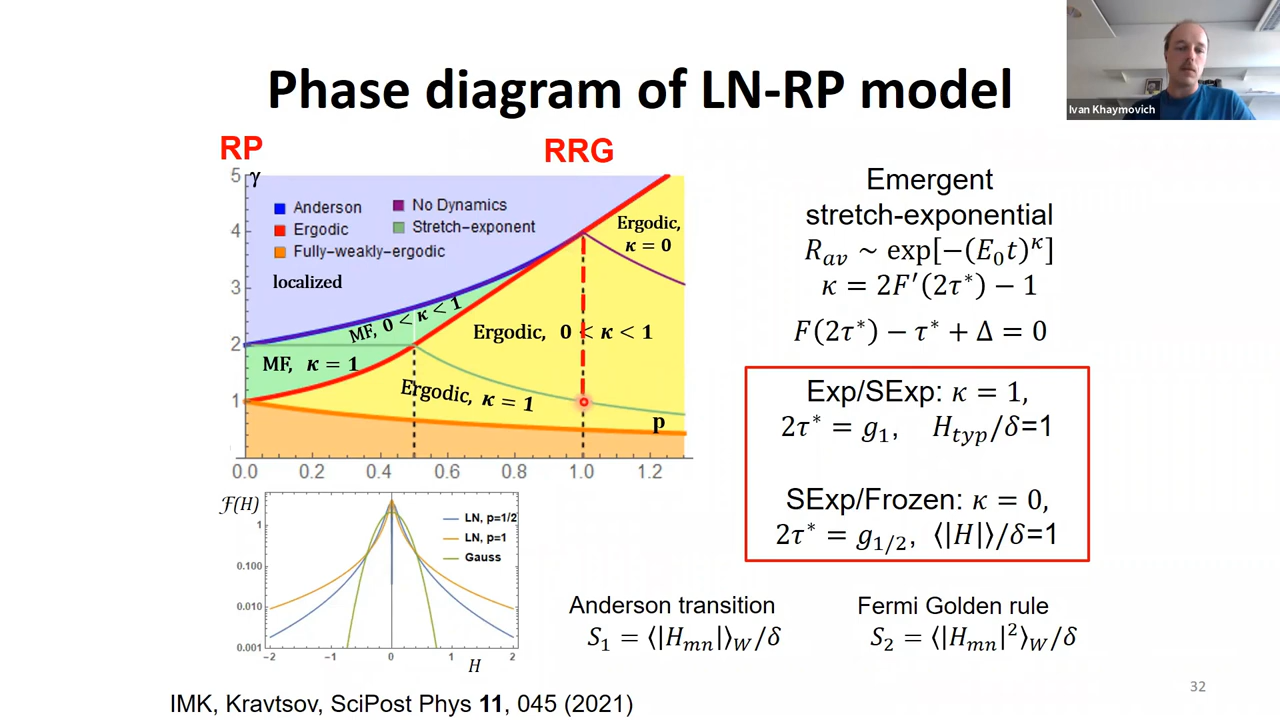 Ivan Khaymovich
Phase diagram of LN-RP model
RP
RRG
5
γ
Anderson
No Dynamics
Ergodic
Stretch-exponent
Fully-weakly-ergodic
4
Ergodic,
κ = 0
localized
3
MF, 0 < κ < 1
Ergodic, 0 < κ < 1
2
MF, κ = 1
Ergodic, κ = 1
1
p
0.0 0.2 0.4 0.6 0.8 1.0 1.2
ℱ(H)
1
0.100
0.010
0.001
LN, p=1/2
LN, p=1
Gauss
-2 -1 0 1 2
H
Emergent
stretch-exponential
R_av ~ exp[-(E_0 t)^κ]
κ = 2F'(2τ*) - 1
F(2τ*) - τ* + Δ = 0
Exp/SExp: κ = 1,
2τ* = g_1, H_typ/δ=1
SExp/Frozen: κ = 0,
2τ* = g_1/2, ⟨|H|⟩/δ=1
Anderson transition
S_1 = ⟨|H_mn|⟩_W/δ
Fermi Golden rule
S_2 = ⟨|H_mn|^2⟩_W/δ
IMK, Kravtsov, SciPost Phys 11, 045 (2021)
32